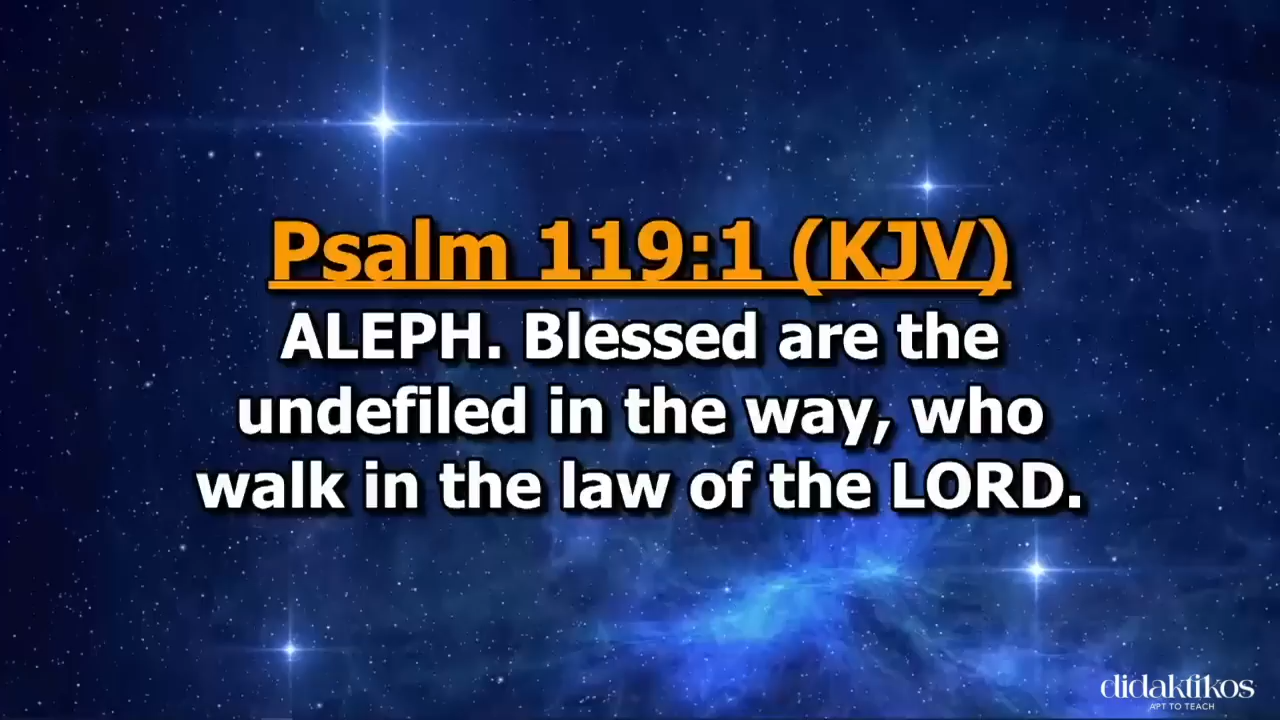 Psalm 119:1 (KJV)
ALEPH. Blessed are the
undefiled in the way, who
walk in the law of the LORD.
didaktikos
APT TO TEACH